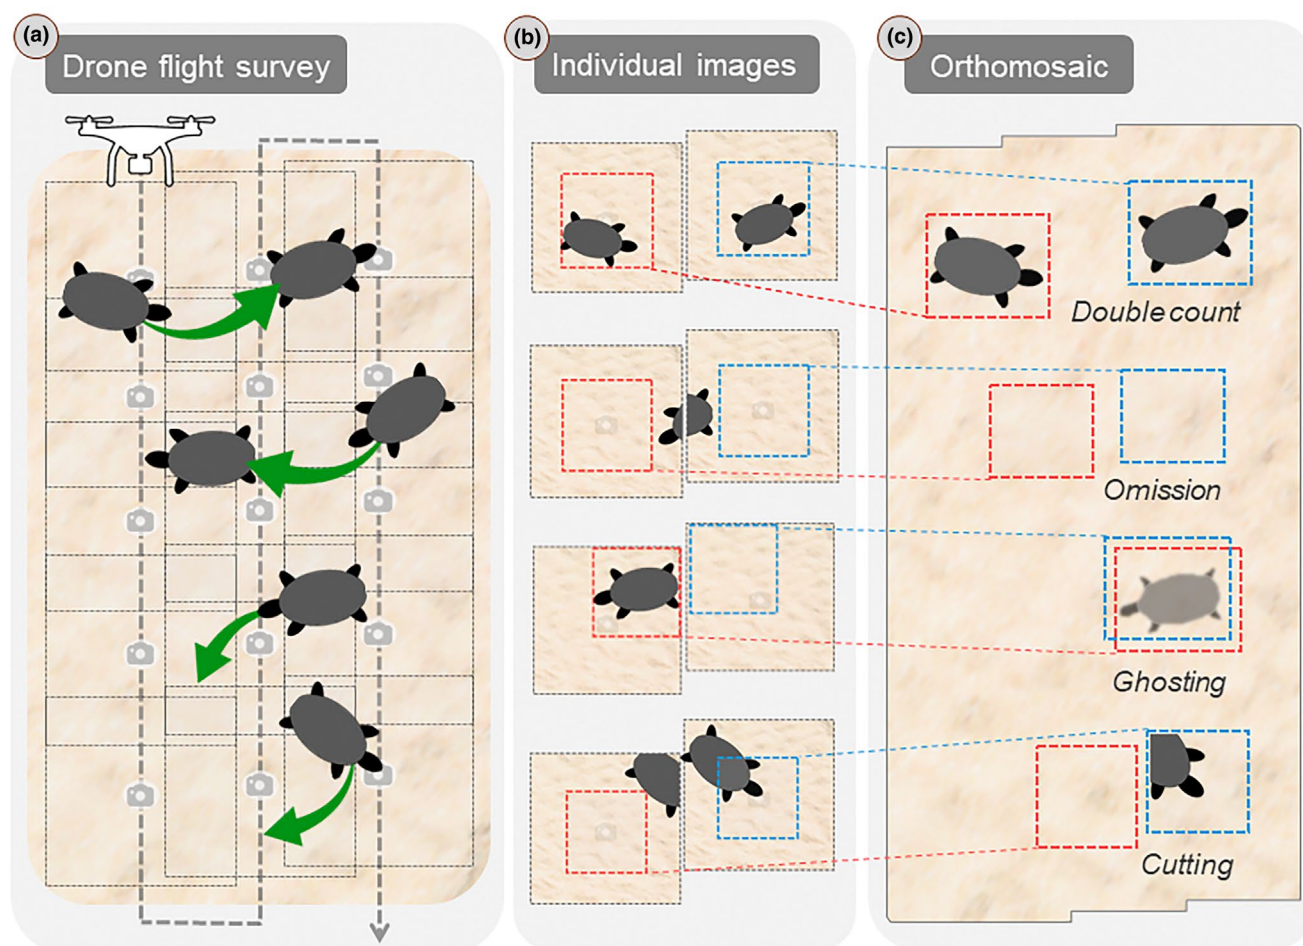 (a)
Drone flight survey
(b)
Individual images
(c)
Orthomosaic
Double count
Omission
Ghosting
Cutting